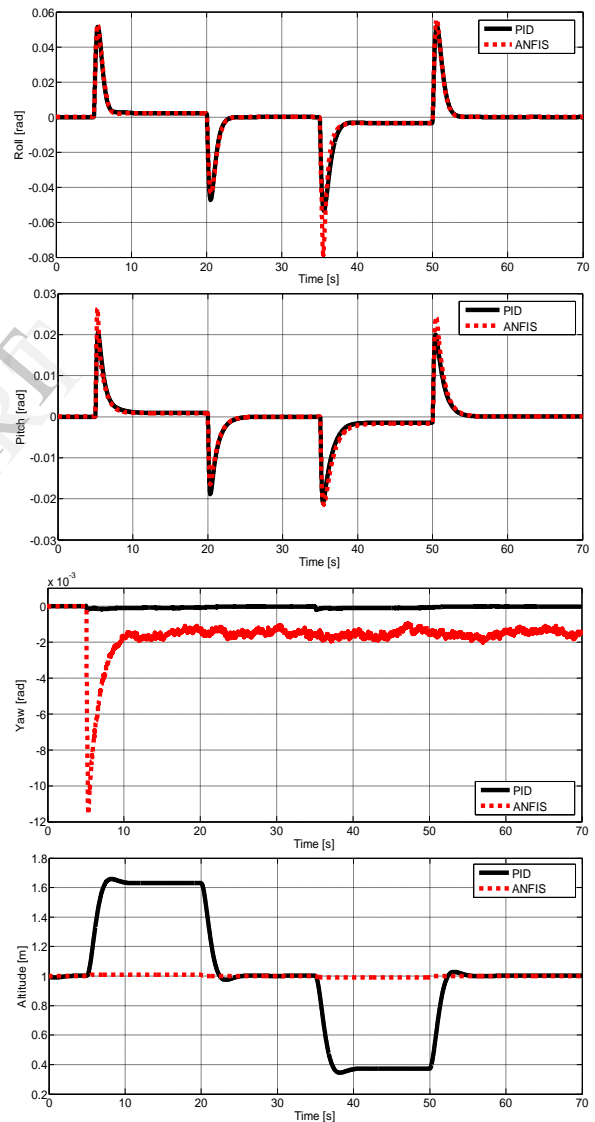 0.06
0.04
0.02
0
-0.02
-0.04
-0.06
-0.08
Roll [rad]
PID
ANFIS
0 10 20 30 40 50 60 70
Time [s]
0.03
0.02
0.01
0
-0.01
-0.02
-0.03
Pitch [rad]
PID
ANFIS
0 10 20 30 40 50 60 70
Time [s]
x 10⁻³
0
-2
-4
-6
-8
-10
-12
Yaw [rad]
PID
ANFIS
0 10 20 30 40 50 60 70
Time [s]
1.8
1.6
1.4
1.2
1
0.8
0.6
0.4
0.2
Altitude [m]
PID
ANFIS
0 10 20 30 40 50 60 70
Time [s]